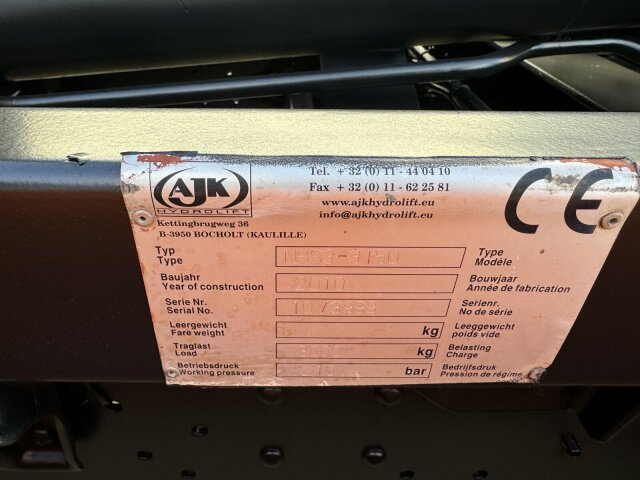 AJK
HYDROLIFT
Tel. + 32 (0) 11 - 44 04 10
Fax + 32 (0) 11 - 62 25 81
www.ajkhydrolift.eu
info@ajkhydrolift.eu
CE
Kettingbrugweg 36
B-3950 BOCHOLT (KAULILLE)
Typ Type
Type Modèle
Baujahr 2010 Bouwjaar
Year of construction Année de fabrication
Serie Nr. Serienr.
Serial No. No de série
Leergewicht kg Leeggewicht
Fare weight poids vide
Traglast kg Belasting
Load Charge
Betriebsdruck bar Bedrijfsdruk
Working pressure Pression de régime